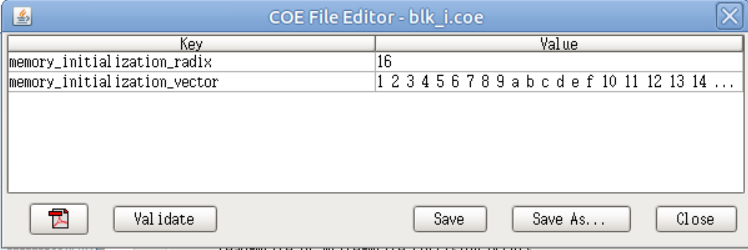 COE File Editor - blk_i.coe
Key Value
memory_initialization_radix 16
memory_initialization_vector 1 2 3 4 5 6 7 8 9 a b c d e f 10 11 12 13 14 ...
Validate Save Save As... Close